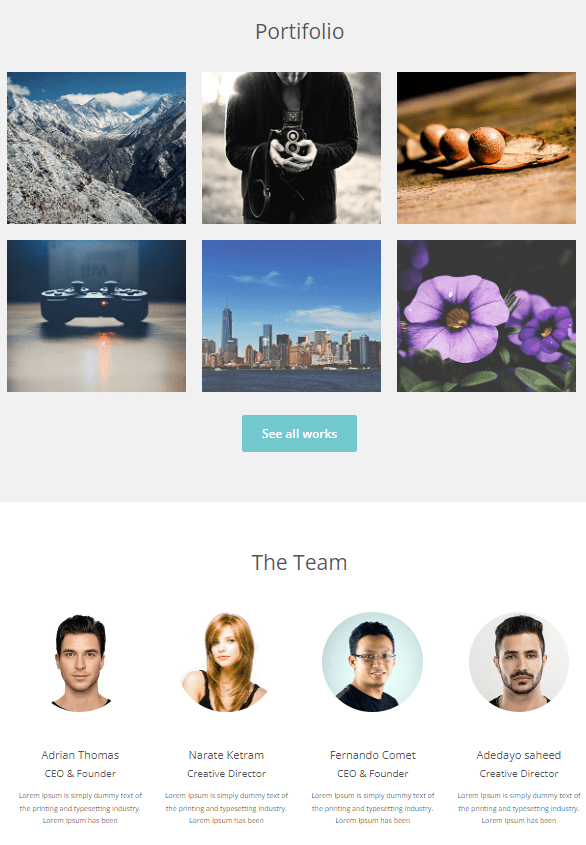 Portifolio
Wii
See all works
The Team
Adrian Thomas
Narate Ketram
Fernando Comet
Adedayo saheed
CEO & Founder
Creative Director
CEO & Founder
Creative Director
Lorem Ipsum is simply dummy text of
the printing and typesetting industry.
Lorem Ipsum has been
Lorem Ipsum is simply dummy text of
the printing and typesetting industry.
Lorem Ipsum has been
Lorem Ipsum is simply dummy text of
the printing and typesetting industry.
Lorem Ipsum has been
Lorem Ipsum is simply dummy text of
the printing and typesetting industry.
Lorem Ipsum has been